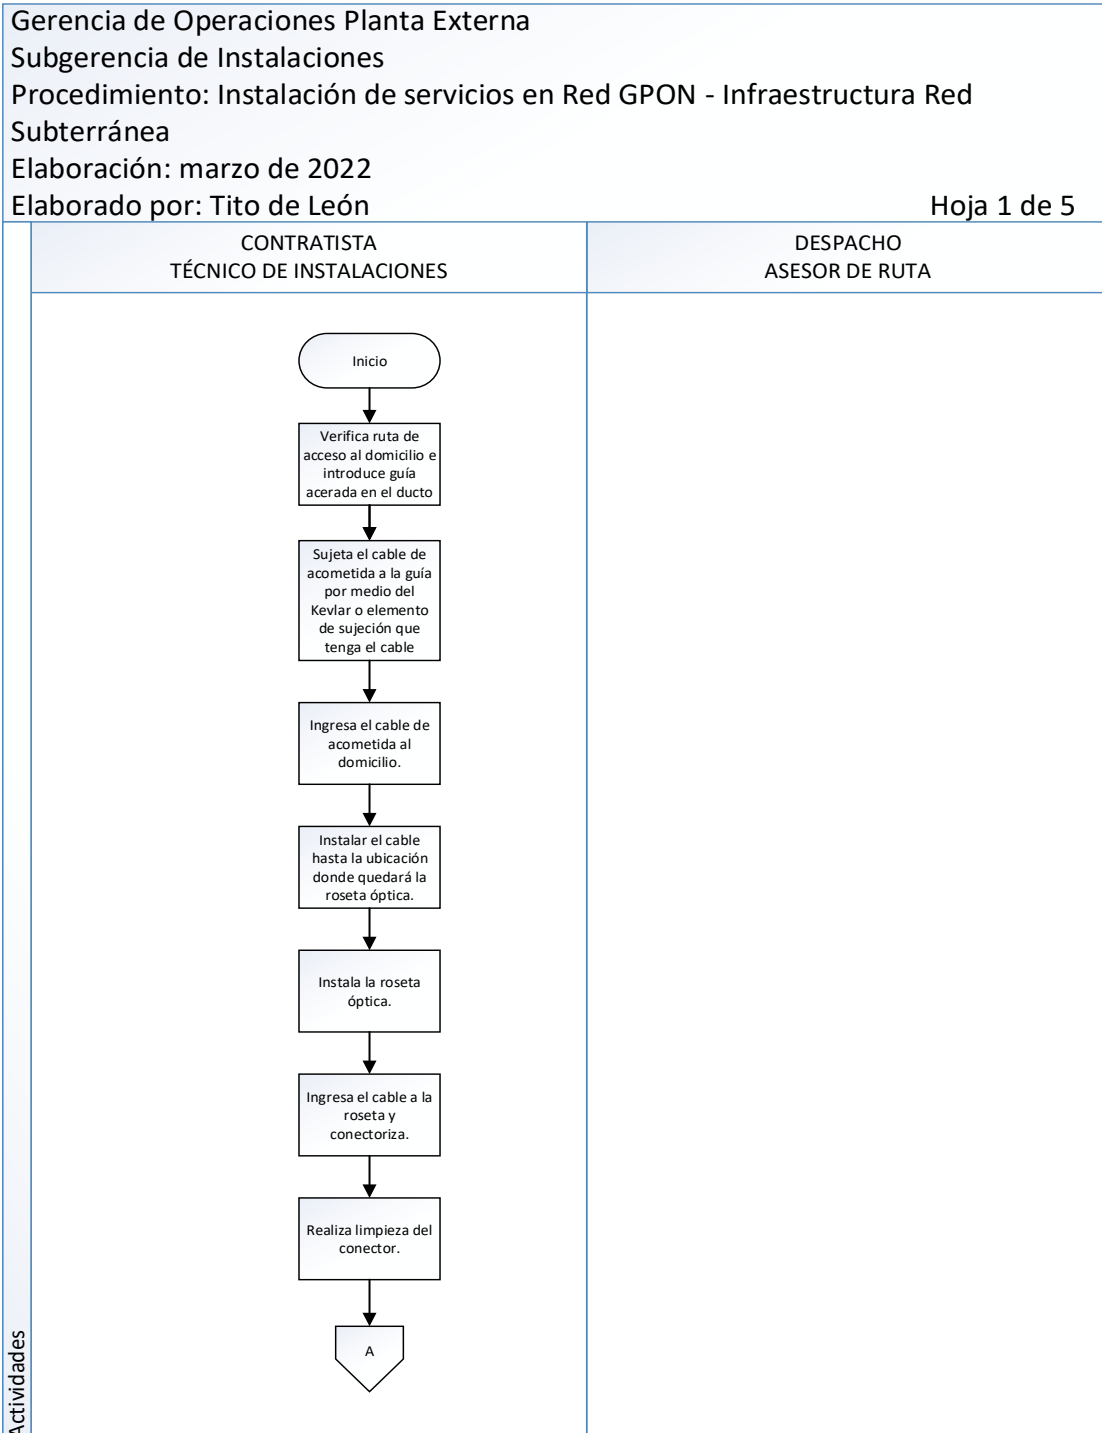 Gerencia de Operaciones Planta Externa
Subgerencia de Instalaciones
Procedimiento: Instalación de servicios en Red GPON - Infraestructura Red
Subterránea
Elaboración: marzo de 2022
Elaborado por: Tito de León
Hoja 1 de 5
CONTRATISTA
TÉCNICO DE INSTALACIONES
DESPACHO
ASESOR DE RUTA
Inicio
Verifica ruta de
acceso al domicilio e
introduce guía
acerada en el ducto
Sujeta el cable de
acometida a la guía
por medio del
Kevlar o elemento
de sujeción que
tenga el cable
Ingresa el cable de
acometida al
domicilio.
Instalar el cable
hasta la ubicación
donde quedará la
roseta óptica.
Instala la roseta
óptica.
Ingresa el cable a la
roseta y
conectoriza.
Realiza limpieza del
conector.
A
Actividades